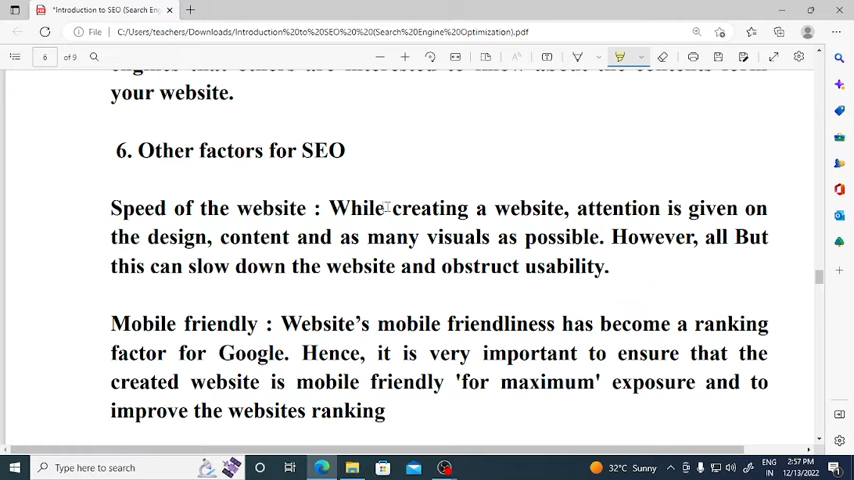 *Introduction to SEO (Search Eng
File
C:/Users/teachers/Downloads/Introduction%20to%20SEO%20%20(Search%20Engine%20Optimization).pdf
6 of 9
your website.
6. Other factors for SEO
Speed of the website : While creating a website, attention is given on
the design, content and as many visuals as possible. However, all But
this can slow down the website and obstruct usability.
Mobile friendly : Website's mobile friendliness has become a ranking
factor for Google. Hence, it is very important to ensure that the
created website is mobile friendly 'for maximum' exposure and to
improve the websites ranking
Type here to search
32°C Sunny
ENG
IN
2:57 PM
12/13/2022